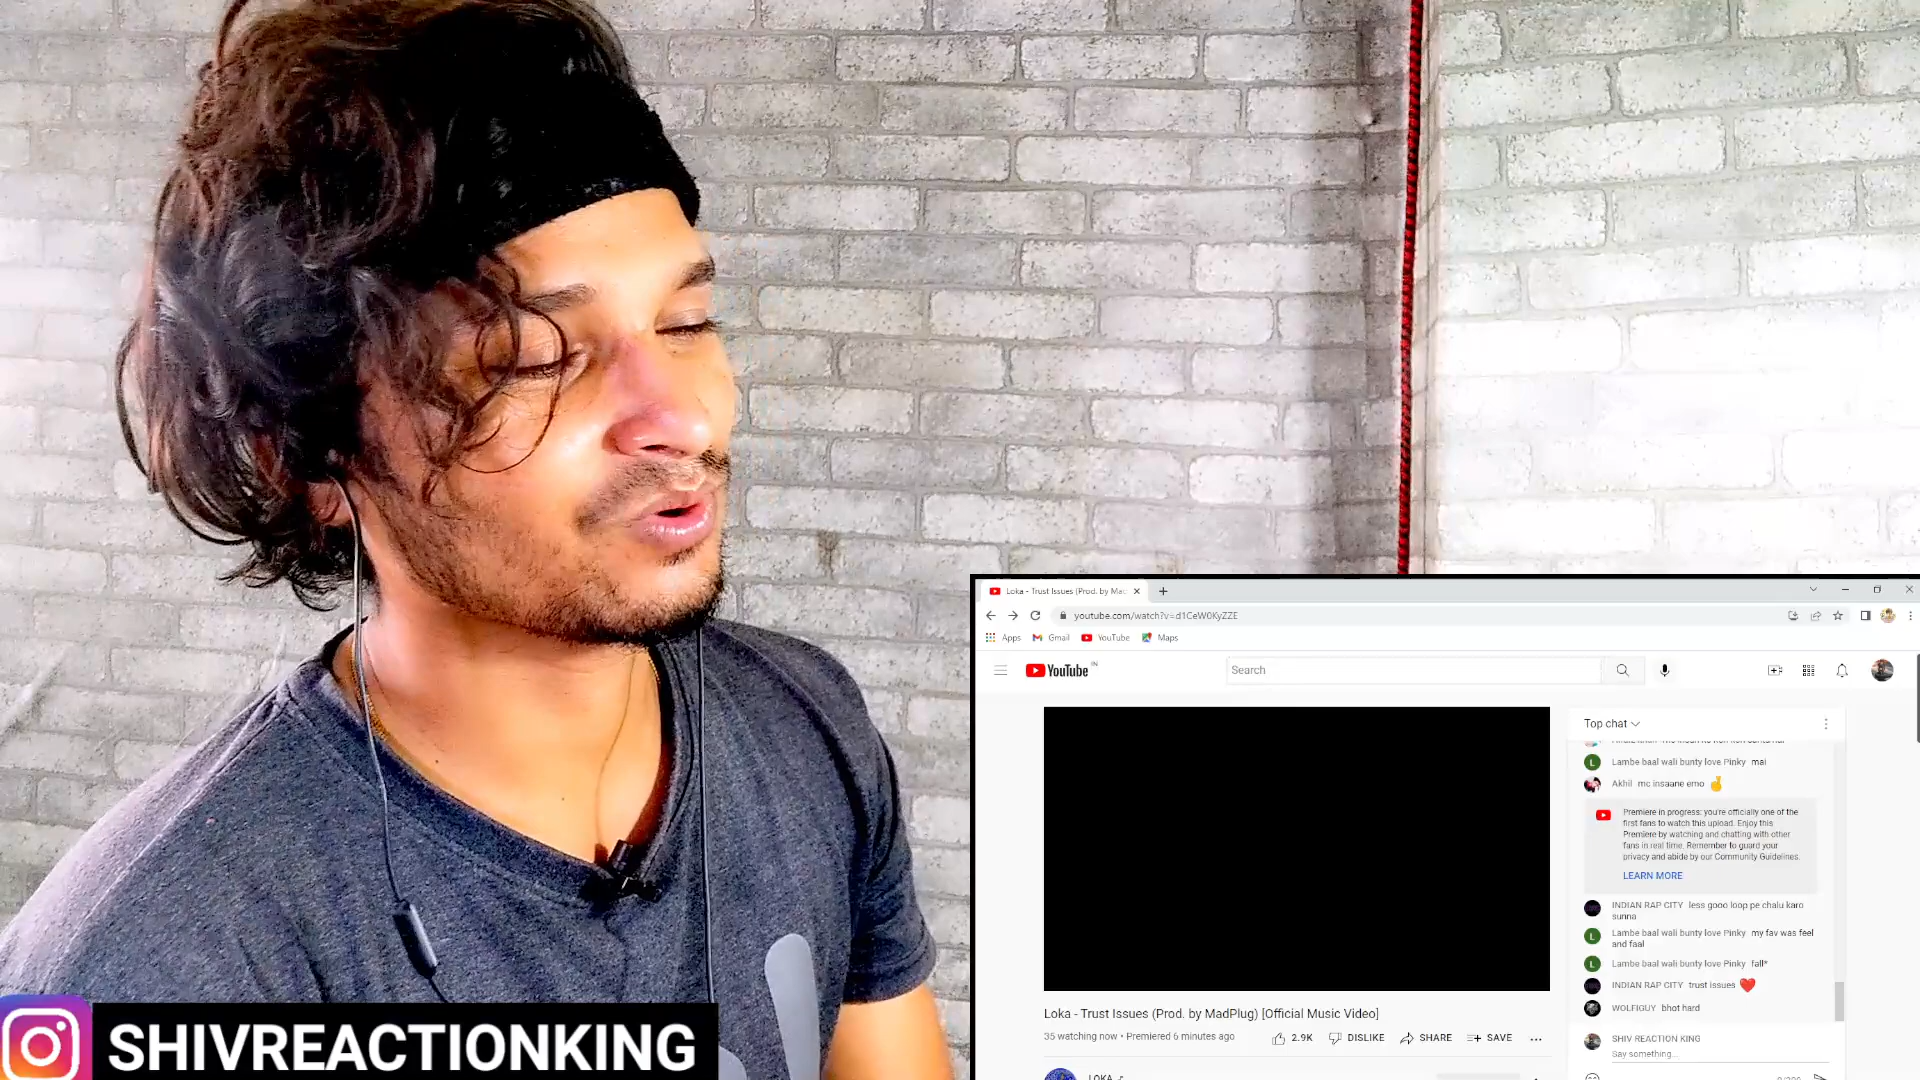 Loka - Trust Issues (Prod. by Mad
youtube.com/watch?v=d1CeW0KyZZE
Apps Gmail YouTube Maps
YouTube IN
Search
Top chat
Lambe baal wali bunty love Pinky mai
Akhil mc insaane emo
Premiere in progress: you're officially one of the
first fans to watch this upload. Enjoy this
Premiere by watching and chatting with other
fans in real time. Remember to guard your
privacy and abide by our Community Guidelines.
LEARN MORE
INDIAN RAP CITY less gooo loop pe chalu karo
sunna
Lambe baal wali bunty love Pinky my fav was feel
and faal
Lambe baal wali bunty love Pinky fall*
INDIAN RAP CITY trust issues
WOLFIGUY bhot hard
SHIV REACTION KING
Say something...
Loka - Trust Issues (Prod. by MadPlug) [Official Music Video]
35 watching now • Premiered 6 minutes ago
2.9K DISLIKE SHARE SAVE
LOKA
SHIVREACTIONKING